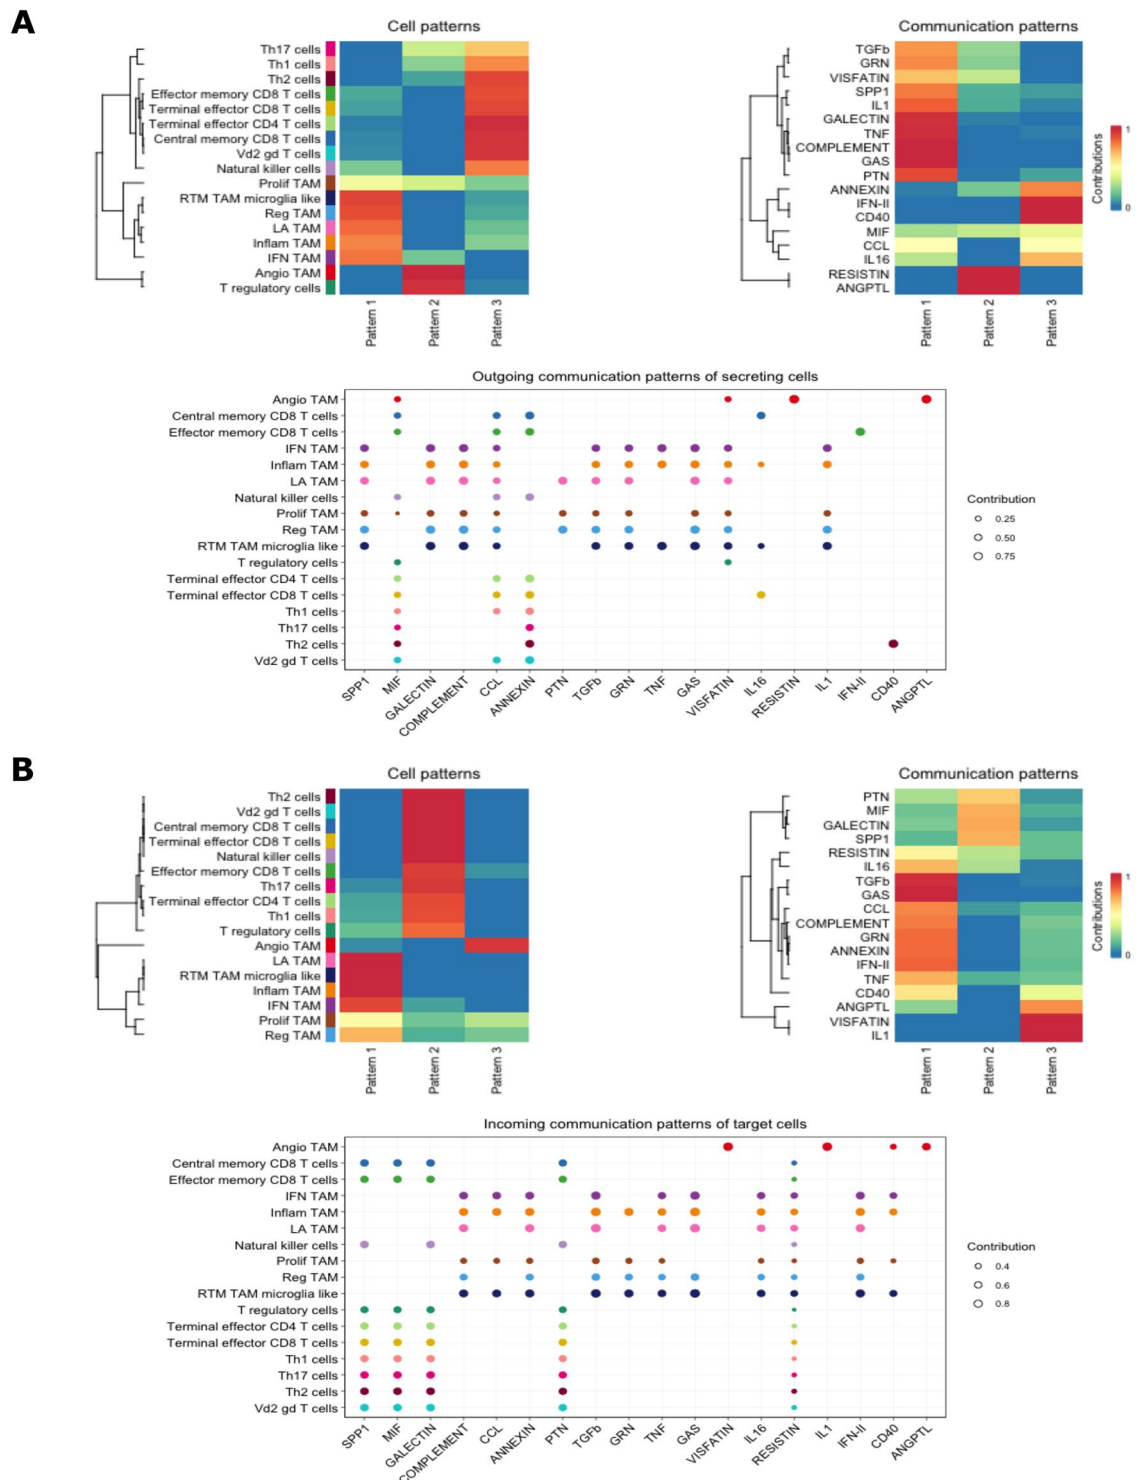 A
Cell patterns
Communication patterns
Th17 cells
Th1 cells
Th2 cells
Effector memory CD8 T cells
Terminal effector CD8 T cells
Terminal effector CD4 T cells
Central memory CD8 T cells
Vd2 gd T cells
Natural killer cells
Prolif TAM
RTM TAM microglia like
Reg TAM
LA TAM
Inflam TAM
IFN TAM
Angio TAM
T regulatory cells
Pattern 1
Pattern 2
Pattern 3
TGFb
GRN
VISFATIN
SPP1
IL1
GALECTIN
TNF
COMPLEMENT
GAS
PTN
ANNEXIN
IFN-II
CD40
MIF
CCL
IL16
RESISTIN
ANGPTL
Pattern 1
Pattern 2
Pattern 3
Contributions
1
0
Outgoing communication patterns of secreting cells
Angio TAM
Central memory CD8 T cells
Effector memory CD8 T cells
IFN TAM
Inflam TAM
LA TAM
Natural killer cells
Prolif TAM
Reg TAM
RTM TAM microglia like
T regulatory cells
Terminal effector CD4 T cells
Terminal effector CD8 T cells
Th1 cells
Th17 cells
Th2 cells
Vd2 gd T cells
SPP1
MIF
GALECTIN
COMPLEMENT
CCL
ANNEXIN
PTN
TGFb
GRN
TNF
GAS
VISFATIN
IL16
RESISTIN
IL1
IFN-II
CD40
ANGPTL
Contribution
0.25
0.50
0.75
B
Cell patterns
Communication patterns
Th2 cells
Vd2 gd T cells
Central memory CD8 T cells
Terminal effector CD8 T cells
Natural killer cells
Effector memory CD8 T cells
Th17 cells
Terminal effector CD4 T cells
Th1 cells
T regulatory cells
Angio TAM
LA TAM
RTM TAM microglia like
Inflam TAM
IFN TAM
Prolif TAM
Reg TAM
Pattern 1
Pattern 2
Pattern 3
PTN
MIF
GALECTIN
SPP1
RESISTIN
IL16
TGFb
GAS
CCL
COMPLEMENT
GRN
ANNEXIN
IFN-II
TNF
CD40
ANGPTL
VISFATIN
IL1
Pattern 1
Pattern 2
Pattern 3
Contributions
1
0
Incoming communication patterns of target cells
Angio TAM
Central memory CD8 T cells
Effector memory CD8 T cells
IFN TAM
Inflam TAM
LA TAM
Natural killer cells
Prolif TAM
Reg TAM
RTM TAM microglia like
T regulatory cells
Terminal effector CD4 T cells
Terminal effector CD8 T cells
Th1 cells
Th17 cells
Th2 cells
Vd2 gd T cells
SPP1
MIF
GALECTIN
COMPLEMENT
CCL
ANNEXIN
PTN
TGFb
GRN
TNF
GAS
VISFATIN
IL16
RESISTIN
IL1
IFN-II
CD40
ANGPTL
Contribution
0.4
0.6
0.8